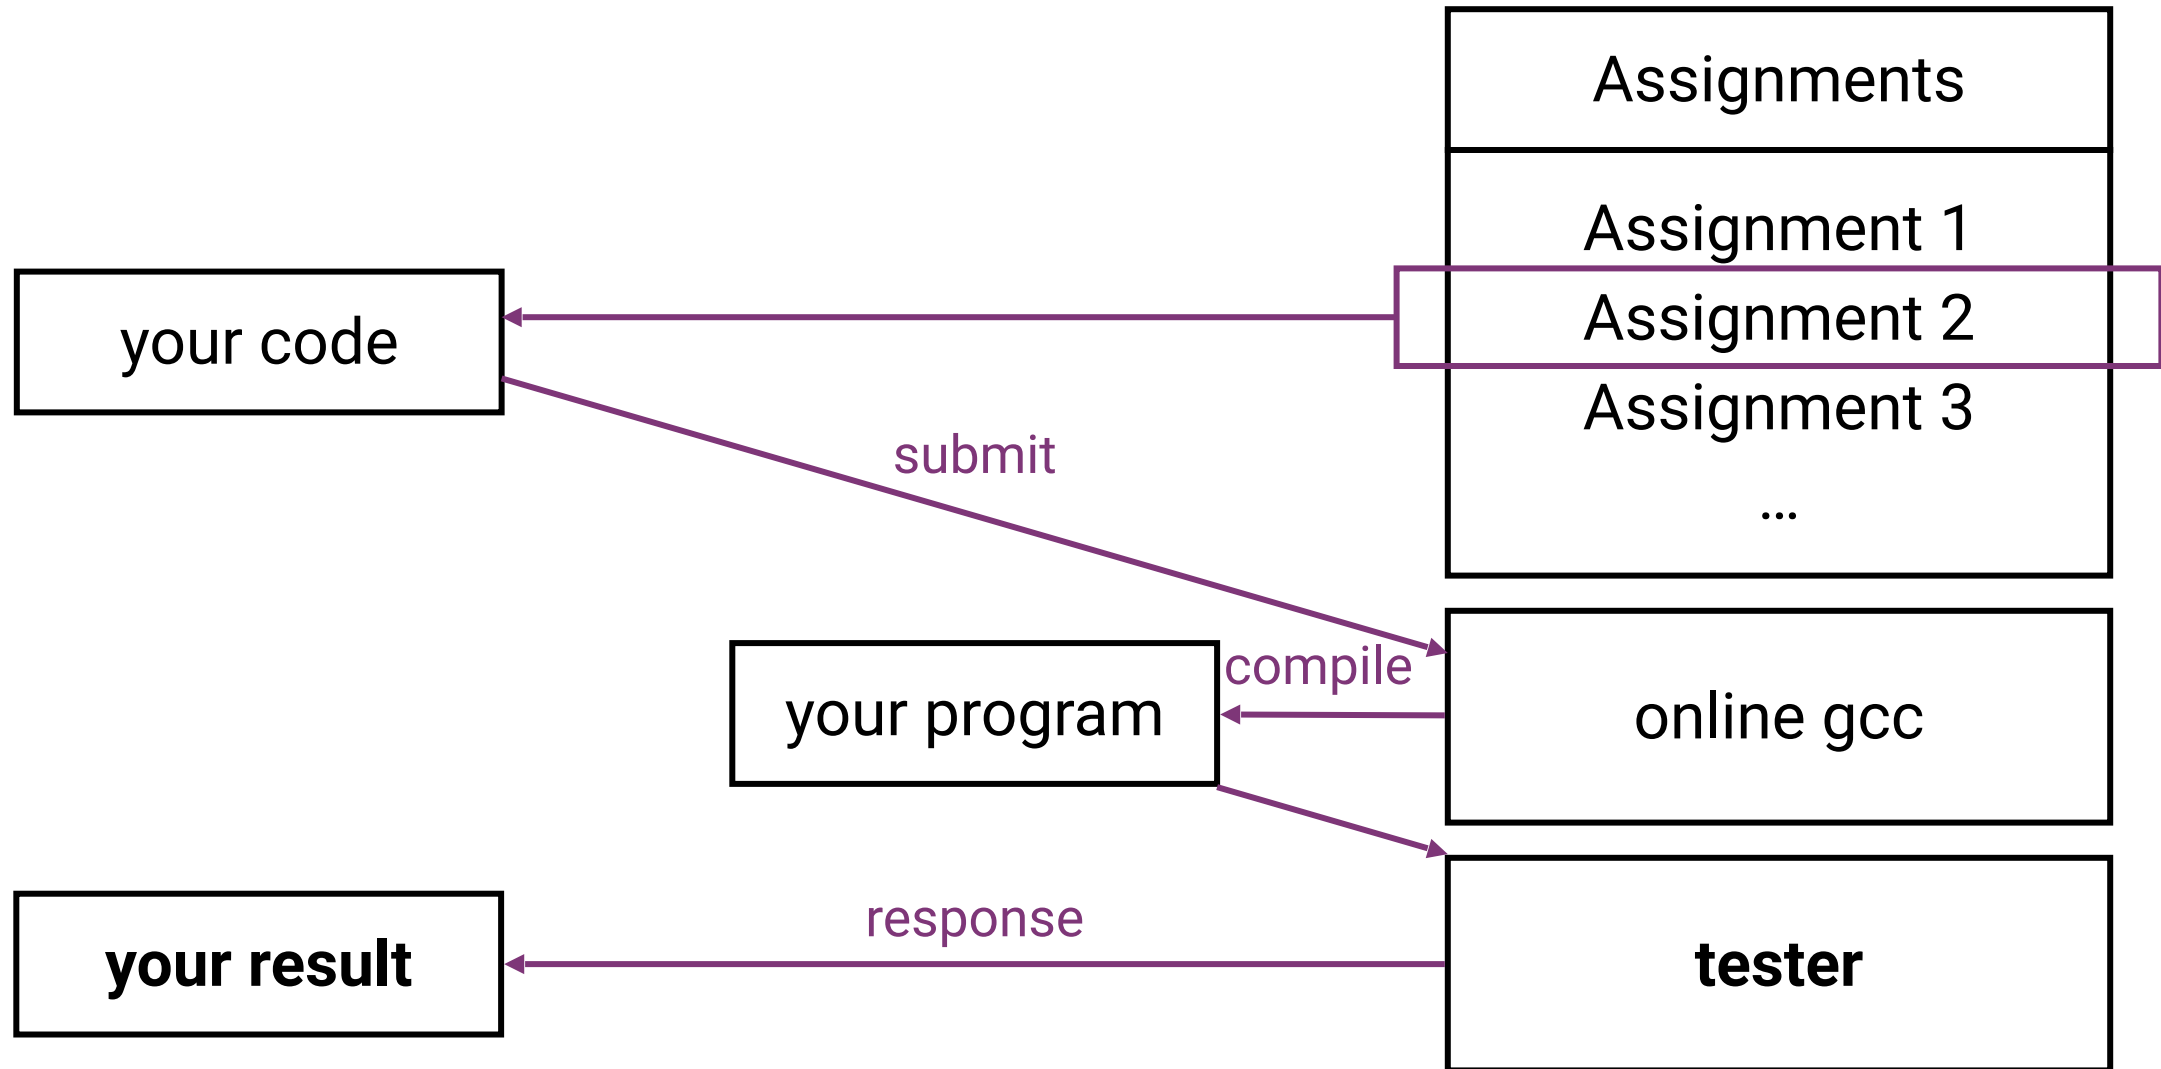 Assignments
Assignment 1
Assignment 2
Assignment 3
...
your code
submit
compile
your program
online gcc
response
your result
tester